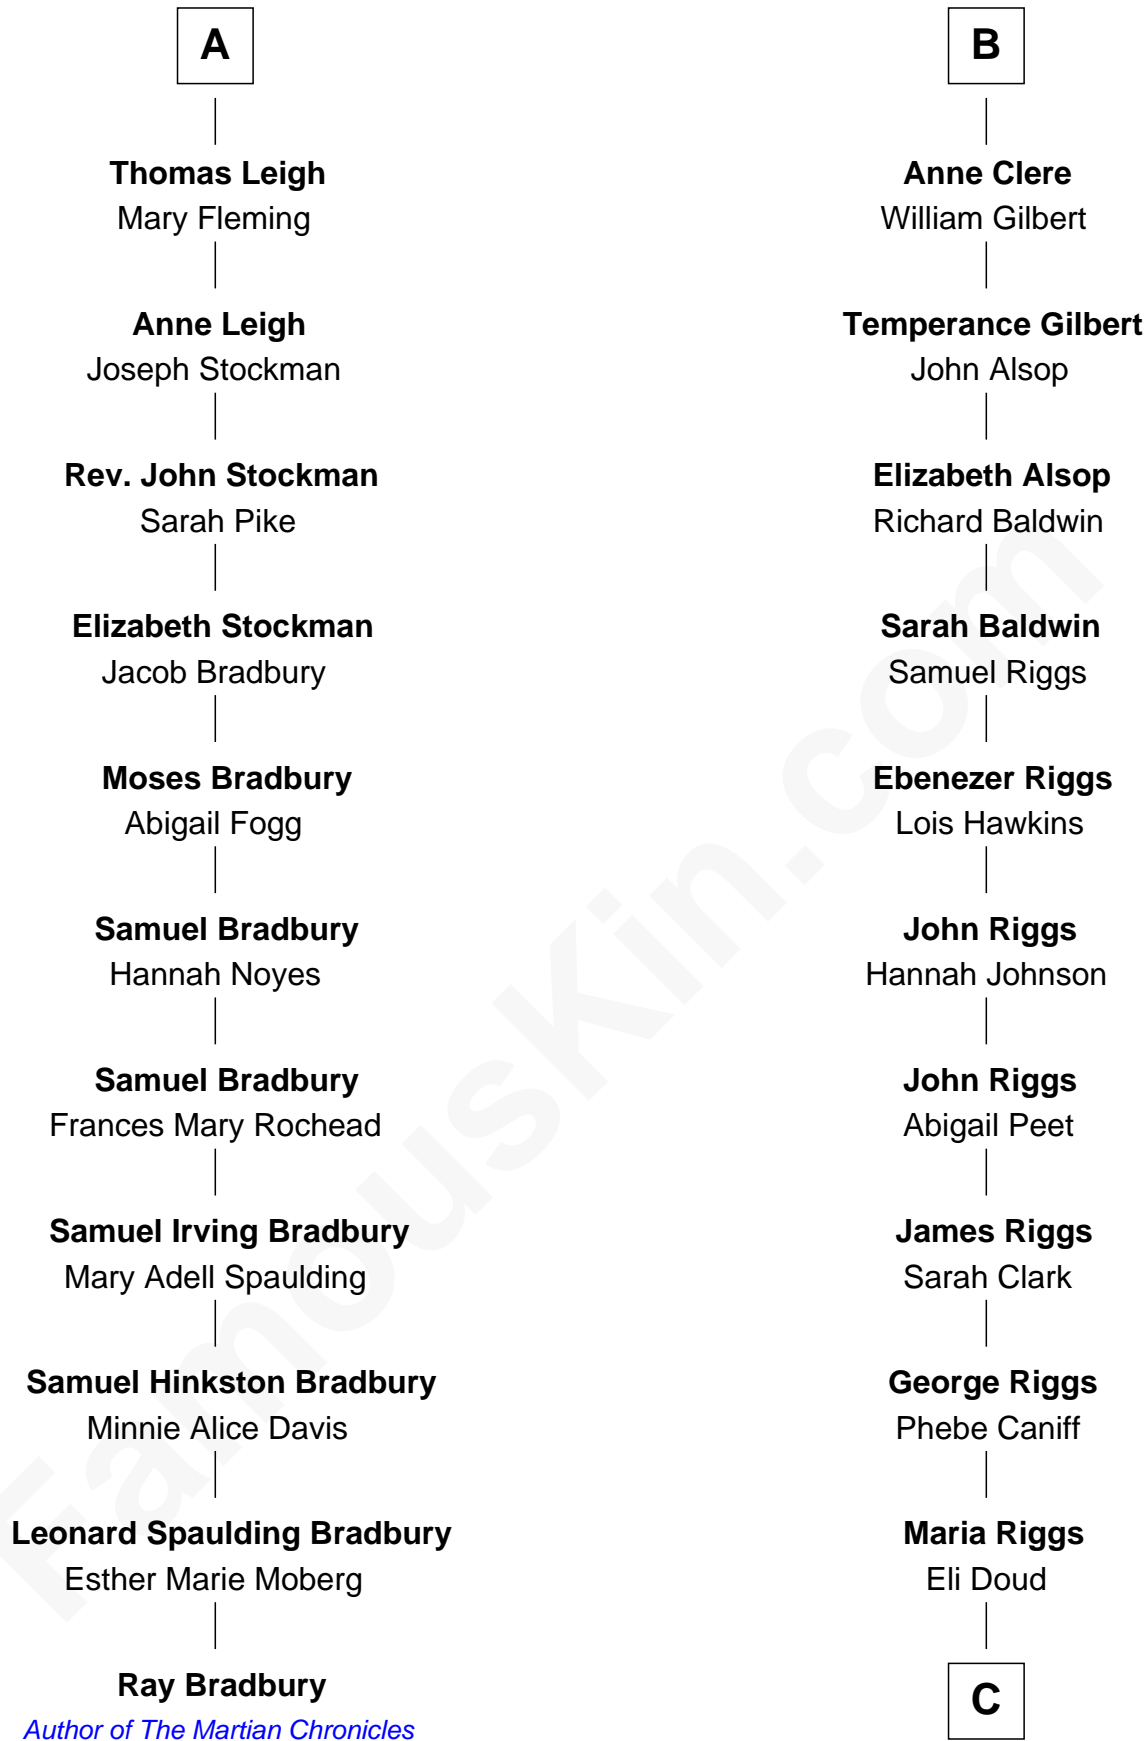 A
Thomas Leigh
Mary Fleming
Anne Leigh
Joseph Stockman
Rev. John Stockman
Sarah Pike
Elizabeth Stockman
Jacob Bradbury
Moses Bradbury
Abigail Fogg
Samuel Bradbury
Hannah Noyes
Samuel Bradbury
Frances Mary Rochead
Samuel Irving Bradbury
Mary Adell Spaulding
Samuel Hinkston Bradbury
Minnie Alice Davis
Leonard Spaulding Bradbury
Esther Marie Moberg
Ray Bradbury
Author of The Martian Chronicles
B
Anne Clere
William Gilbert
Temperance Gilbert
John Alsop
Elizabeth Alsop
Richard Baldwin
Sarah Baldwin
Samuel Riggs
Ebenezer Riggs
Lois Hawkins
John Riggs
Hannah Johnson
John Riggs
Abigail Peet
James Riggs
Sarah Clark
George Riggs
Phebe Caniff
Maria Riggs
Eli Doud
C
FamousKin.com